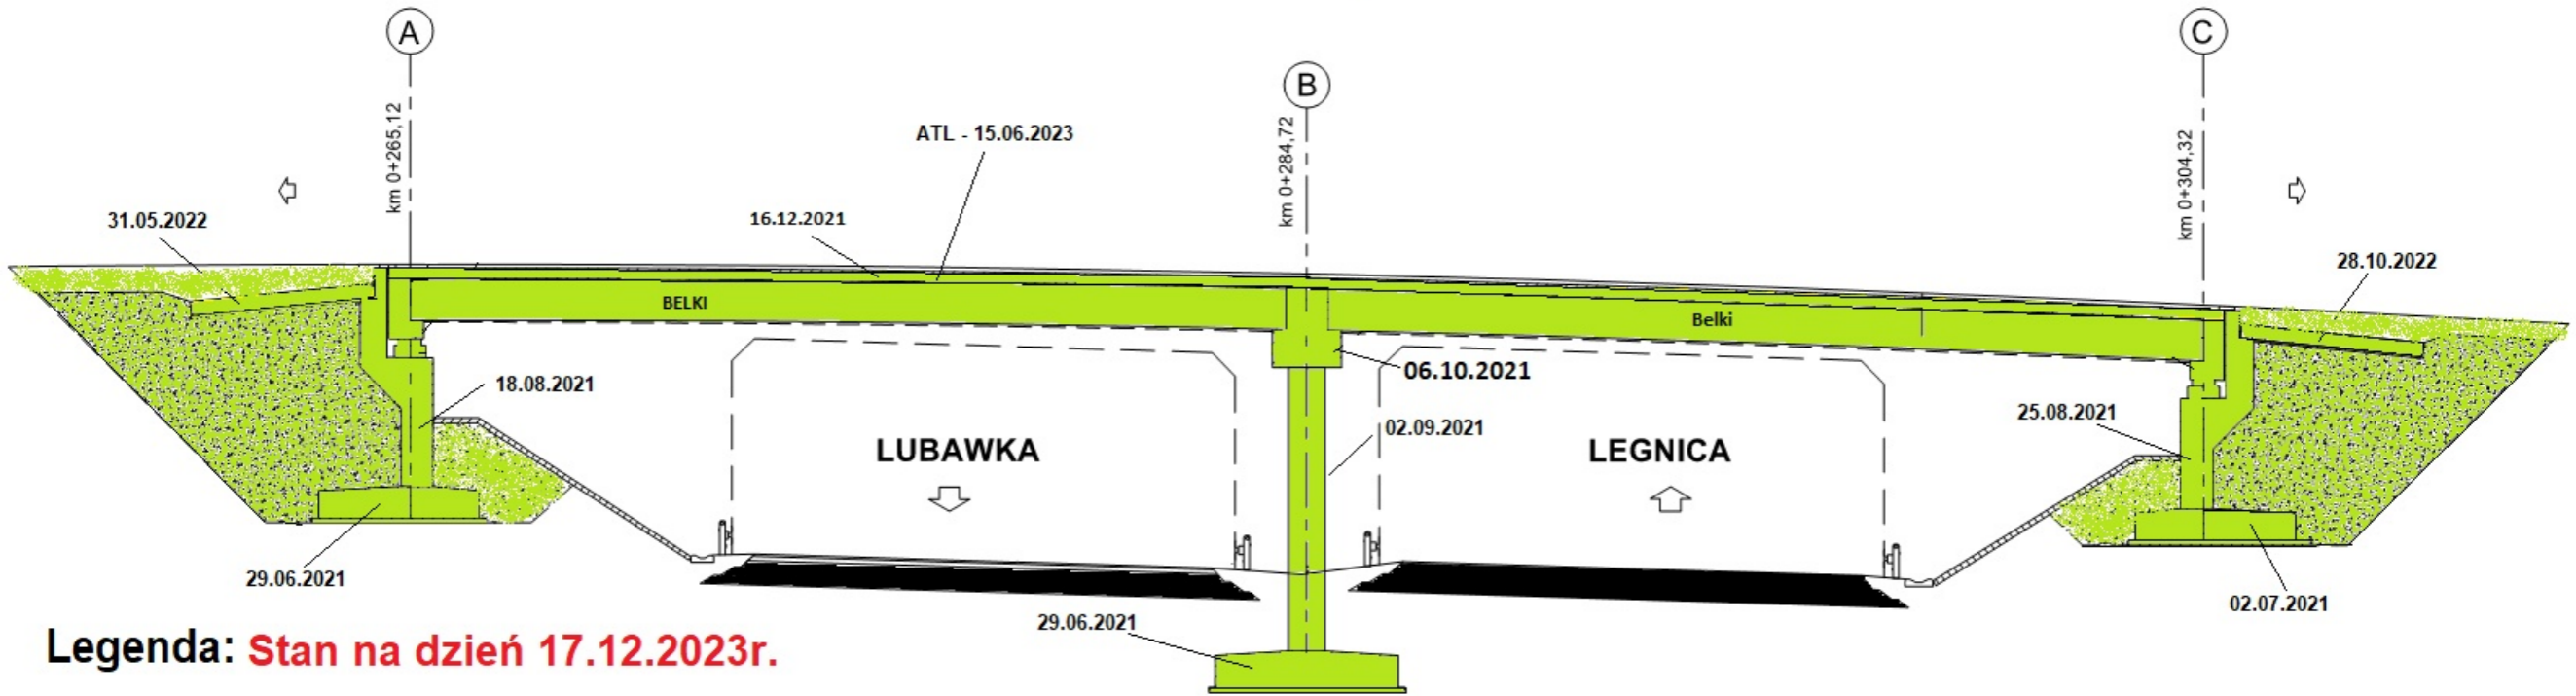 A
B
C
km 0+265,12
km 0+284,72
km 0+304,32
ATL - 15.06.2023
31.05.2022
16.12.2021
28.10.2022
BELKI
Belki
06.10.2021
18.08.2021
25.08.2021
02.09.2021
LUBAWKA
LEGNICA
29.06.2021
02.07.2021
29.06.2021
Legenda: Stan na dzień 17.12.2023r.